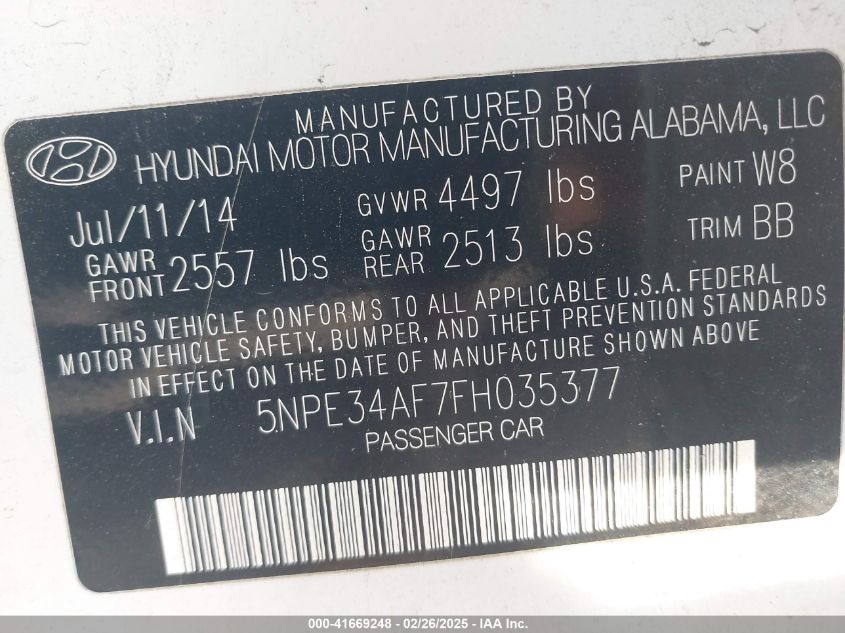 MANUFACTURED BY
HYUNDAI MOTOR MANUFACTURING ALABAMA, LLC
Jul/11/14 GVWR 4497 lbs PAINT W8
GAWR FRONT 2557 lbs GAWR REAR 2513 lbs TRIM BB
THIS VEHICLE CONFORMS TO ALL APPLICABLE U.S.A. FEDERAL
MOTOR VEHICLE SAFETY, BUMPER, AND THEFT PREVENTION STANDARDS
IN EFFECT ON THE DATE OF MANUFACTURE SHOWN ABOVE
V.I.N 5NPE34AF7FH035377
PASSENGER CAR
000-41669248 - 02/26/2025 - IAA Inc.